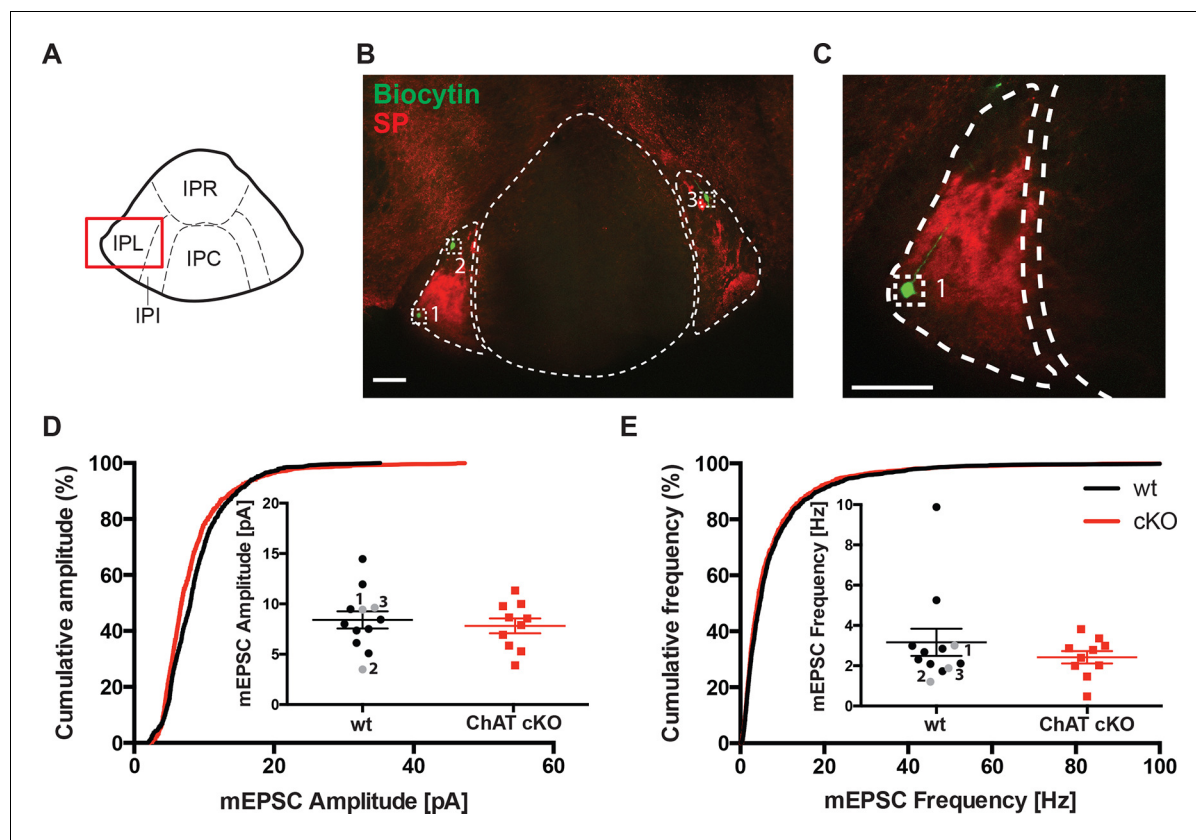 A
B
C
IPR
IPL
IPC
IPI
Biocytin
SP
3
2
1
1
D
E
100
80
60
40
20
0
Cumulative amplitude (%)
0
20
40
60
mEPSC Amplitude [pA]
20
15
10
5
0
mEPSC Amplitude [pA]
1
3
2
wt
ChAT cKO
100
80
60
40
20
0
Cumulative frequency (%)
0
20
40
60
80
100
mEPSC Frequency [Hz]
wt
cKO
10
8
6
4
2
0
mEPSC Frequency [Hz]
1
2
3
wt
ChAT cKO